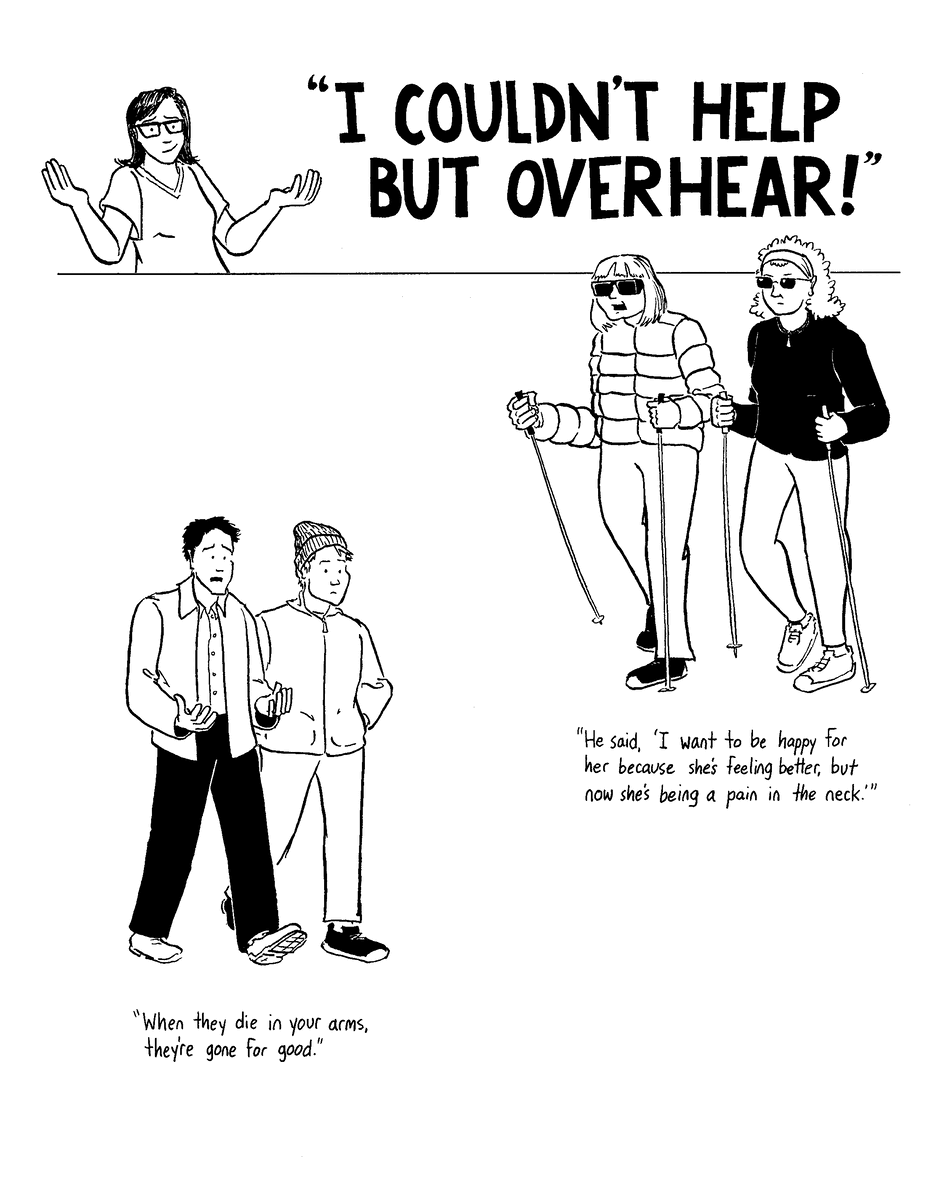 “I COULDN’T HELP
BUT OVERHEAR!”
"He said, 'I want to be happy for
her because she's feeling better, but
now she's being a pain in the neck.'"
"When they die in your arms,
they're gone for good."